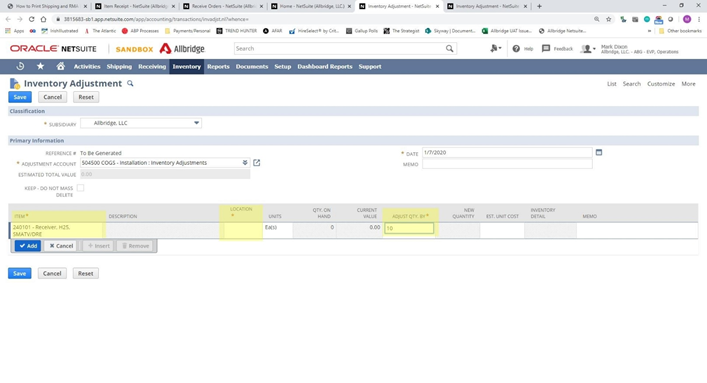 How to Print Shipping and RMA
Item Receipt - NetSuite (Allbrid
Receive Orders - NetSuite (Allbri
Home - NetSuite (Allbridge, LLC)
Inventory Adjustment - NetSuite
Inventory Adjustment - NetSuite
3815683-sb1.app.netsuite.com/app/accounting/transactions/invadjst.nl?whence=
Apps
Instillustrated
The Atlantic
ABP Processes
Payments/Personal
TREND HUNTER
AFAR
HireSelect® by Crit...
Gallup Polls
The Strategist
Skyway | Document...
Allbridge UAT Issue...
Allbridge NetSuite...
Other bookmarks
ORACLE NETSUITE
SANDBOX
Allbridge
Search
Help
Feedback
Mark Dixon
Allbridge, LLC. - ABG - EVP, Operations
Activities Shipping Receiving Inventory Reports Documents Setup Dashboard Reports Support
Inventory Adjustment
List Search Customize More
Save Cancel Reset
Classification
* SUBSIDIARY Allbridge, LLC
Primary Information
REFERENCE # To Be Generated
* ADJUSTMENT ACCOUNT 504500 COGS - Installation : Inventory Adjustments
ESTIMATED TOTAL VALUE 0.00
KEEP - DO NOT MASS
DELETE
* DATE 1/7/2020
MEMO
ITEM * DESCRIPTION LOCATION * UNITS QTY. ON HAND CURRENT VALUE ADJUST QTY. BY * NEW QUANTITY EST. UNIT COST INVENTORY DETAIL MEMO
240101 - Receiver, H25, Ea(s) 0 0.00 10
SMATV/DRE
Add Cancel Insert Remove
Save Cancel Reset